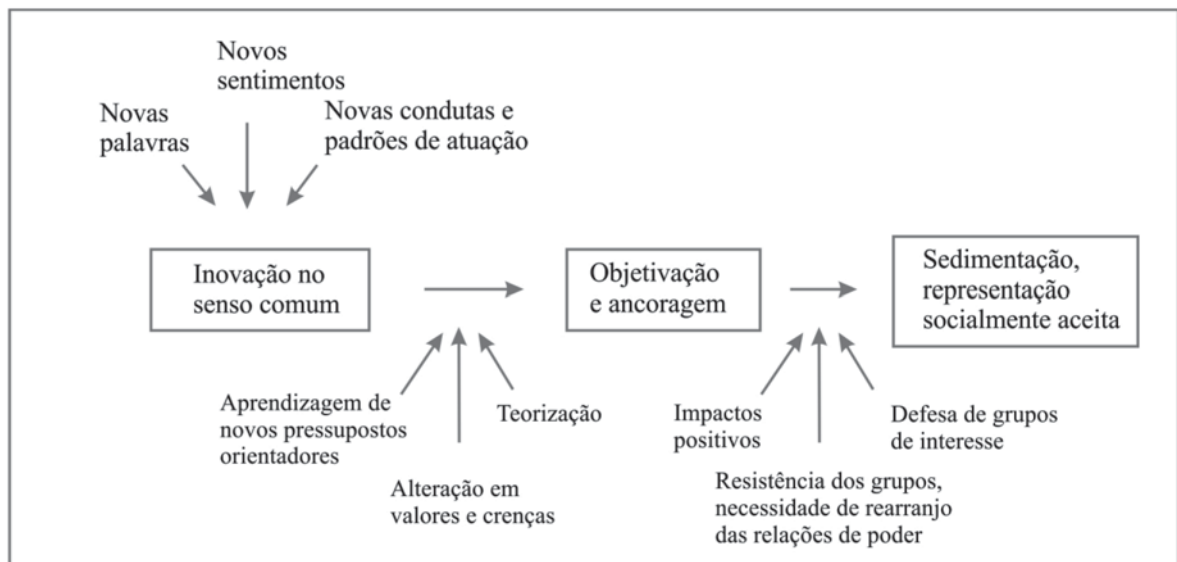 Novos
sentimentos
Novas
palavras
Novas condutas e
padrões de atuação
Inovação no
senso comum
Objetivação
e ancoragem
Sedimentação,
representação
socialmente aceita
Aprendizagem de
novos pressupostos
orientadores
Teorização
Alteração em
valores e crenças
Impactos
positivos
Defesa de grupos
de interesse
Resistência dos grupos,
necessidade de rearranjo
das relações de poder